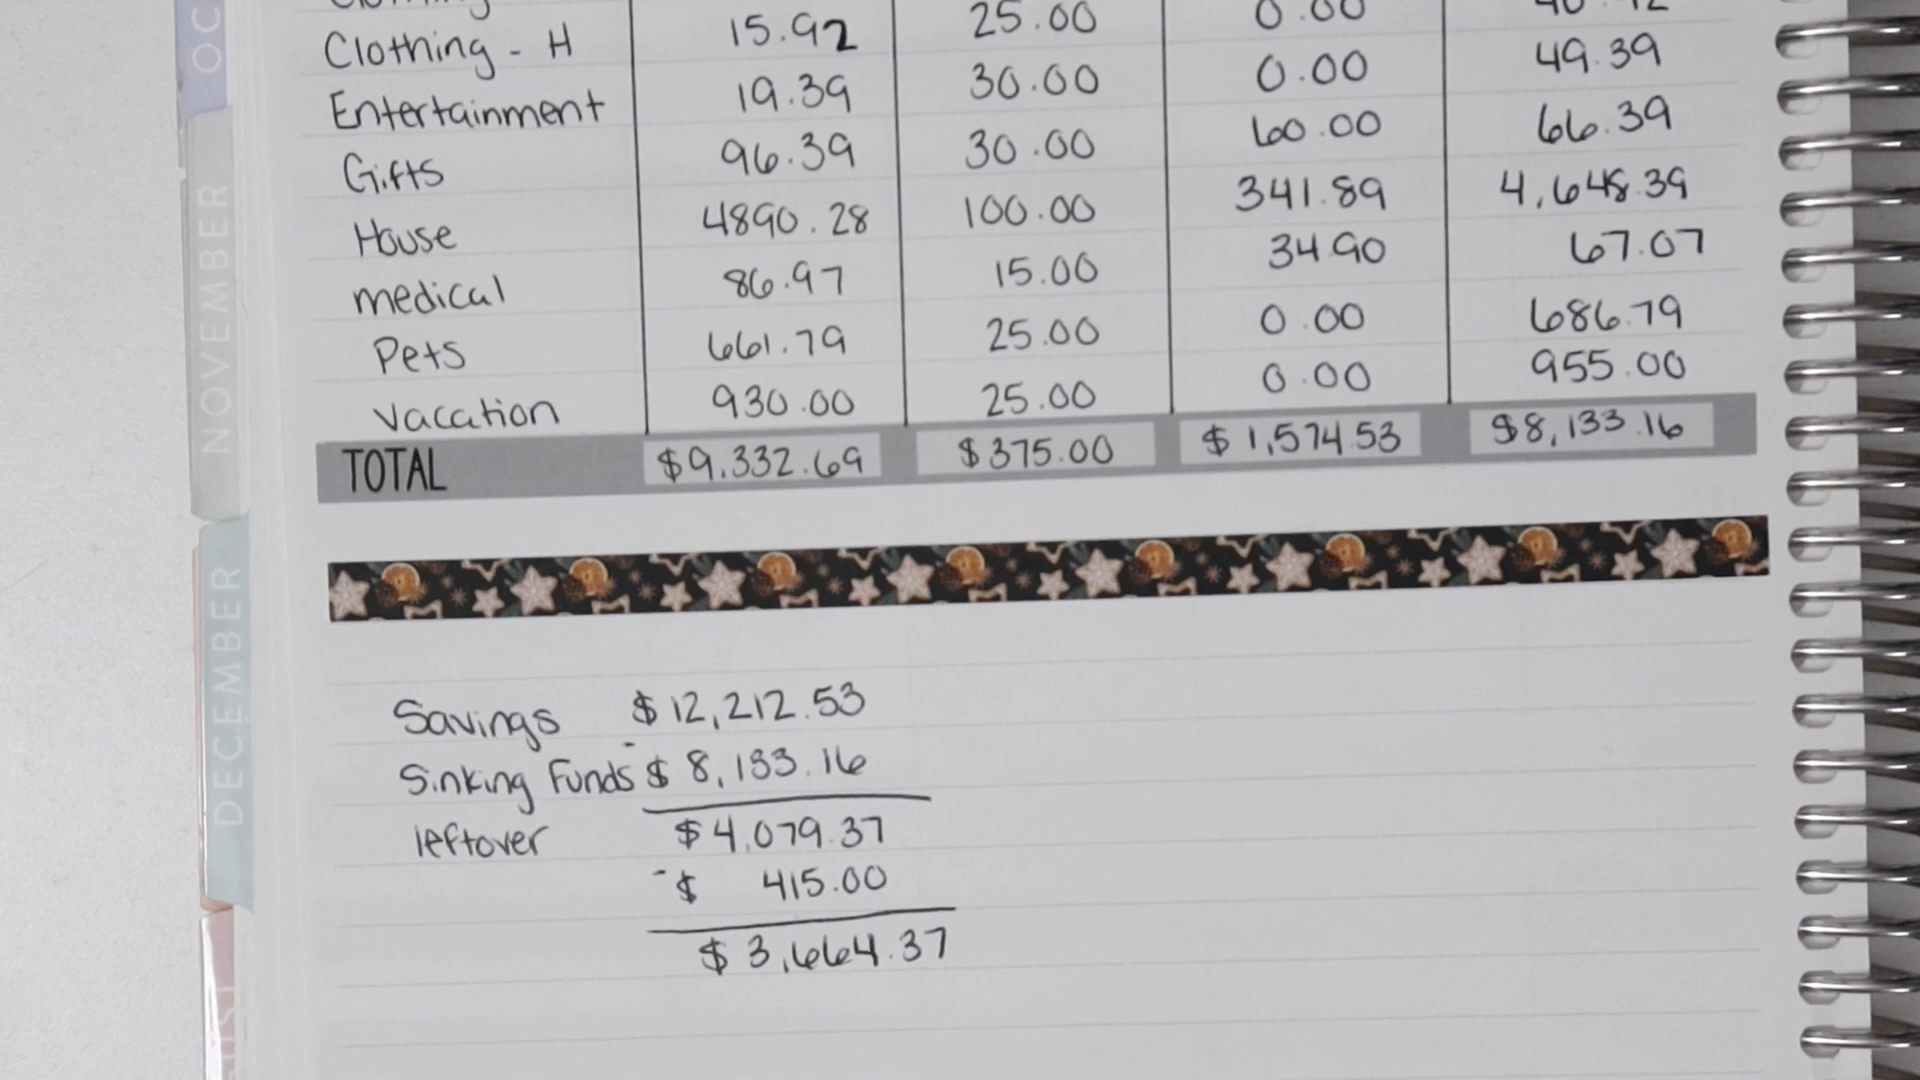 OC
NOVEMBER
DECEMBER
Clothing - H 15.92 25.00 0.00
Entertainment 19.39 30.00 0.00 49.39
Gifts 96.39 30.00 60.00 66.39
House 4890.28 100.00 341.89 4,648.39
medical 86.97 15.00 34.90 67.07
Pets 661.79 25.00 0.00 686.79
vacation 930.00 25.00 0.00 955.00
TOTAL $9,332.69 $375.00 $1,574.53 $8,133.16
Savings $12,212.53
Sinking Funds - $8,133.16
leftover $4,079.37
- $ 415.00
$3,664.37